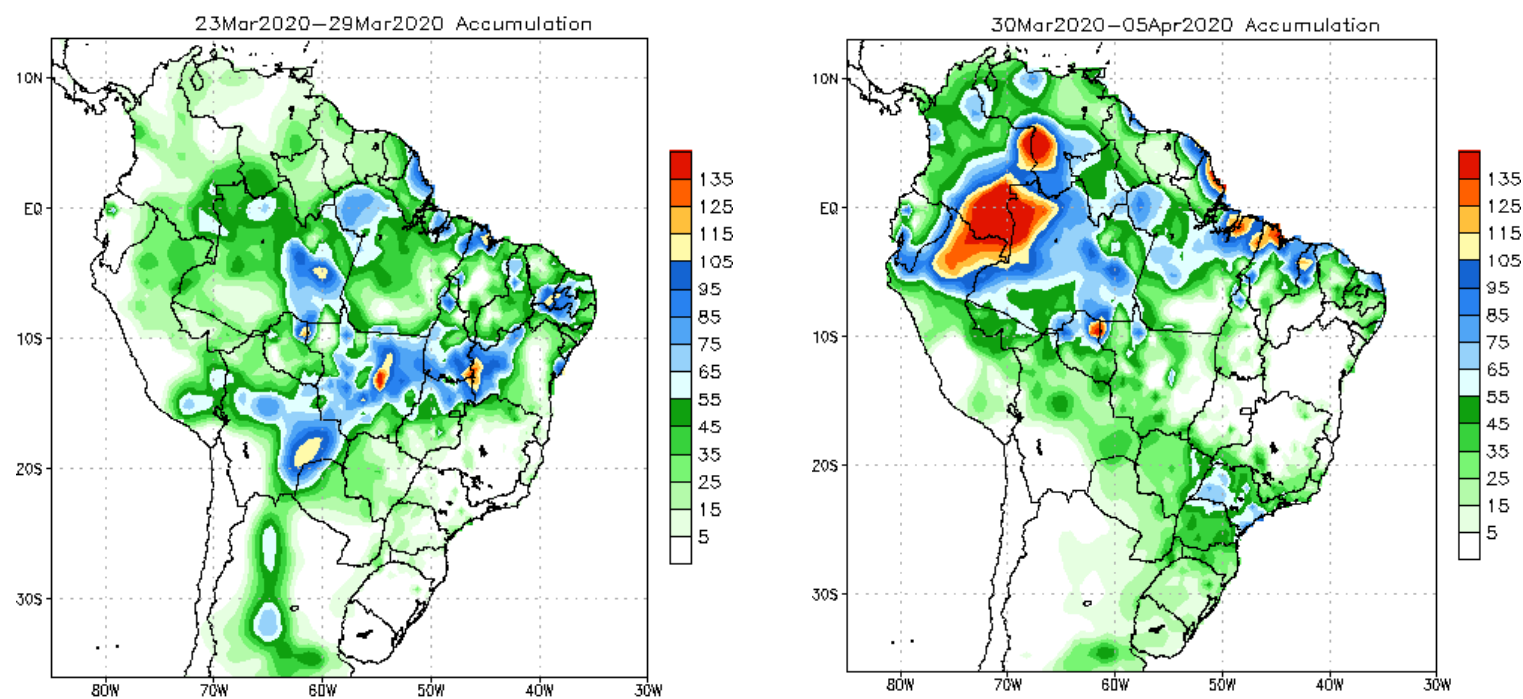 23Mar2020–29Mar2020 Accumulation
10N
EQ
10S
20S
30S
80W 70W 60W 50W 40W 30W
135
125
115
105
95
85
75
65
55
45
35
25
15
5
30Mar2020–05Apr2020 Accumulation
10N
EQ
10S
20S
30S
80W 70W 60W 50W 40W 30W
135
125
115
105
95
85
75
65
55
45
35
25
15
5